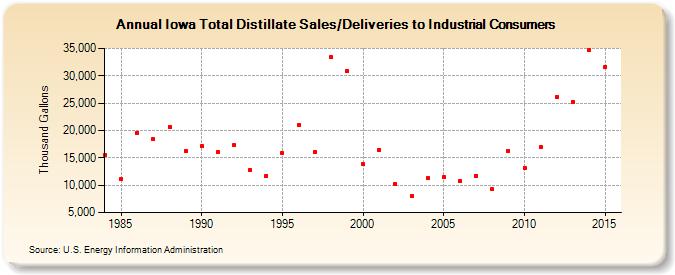 Annual Iowa Total Distillate Sales/Deliveries to Industrial Consumers
Thousand Gallons
35,000
30,000
25,000
20,000
15,000
10,000
5,000
1985 1990 1995 2000 2005 2010 2015
Source: U.S. Energy Information Administration